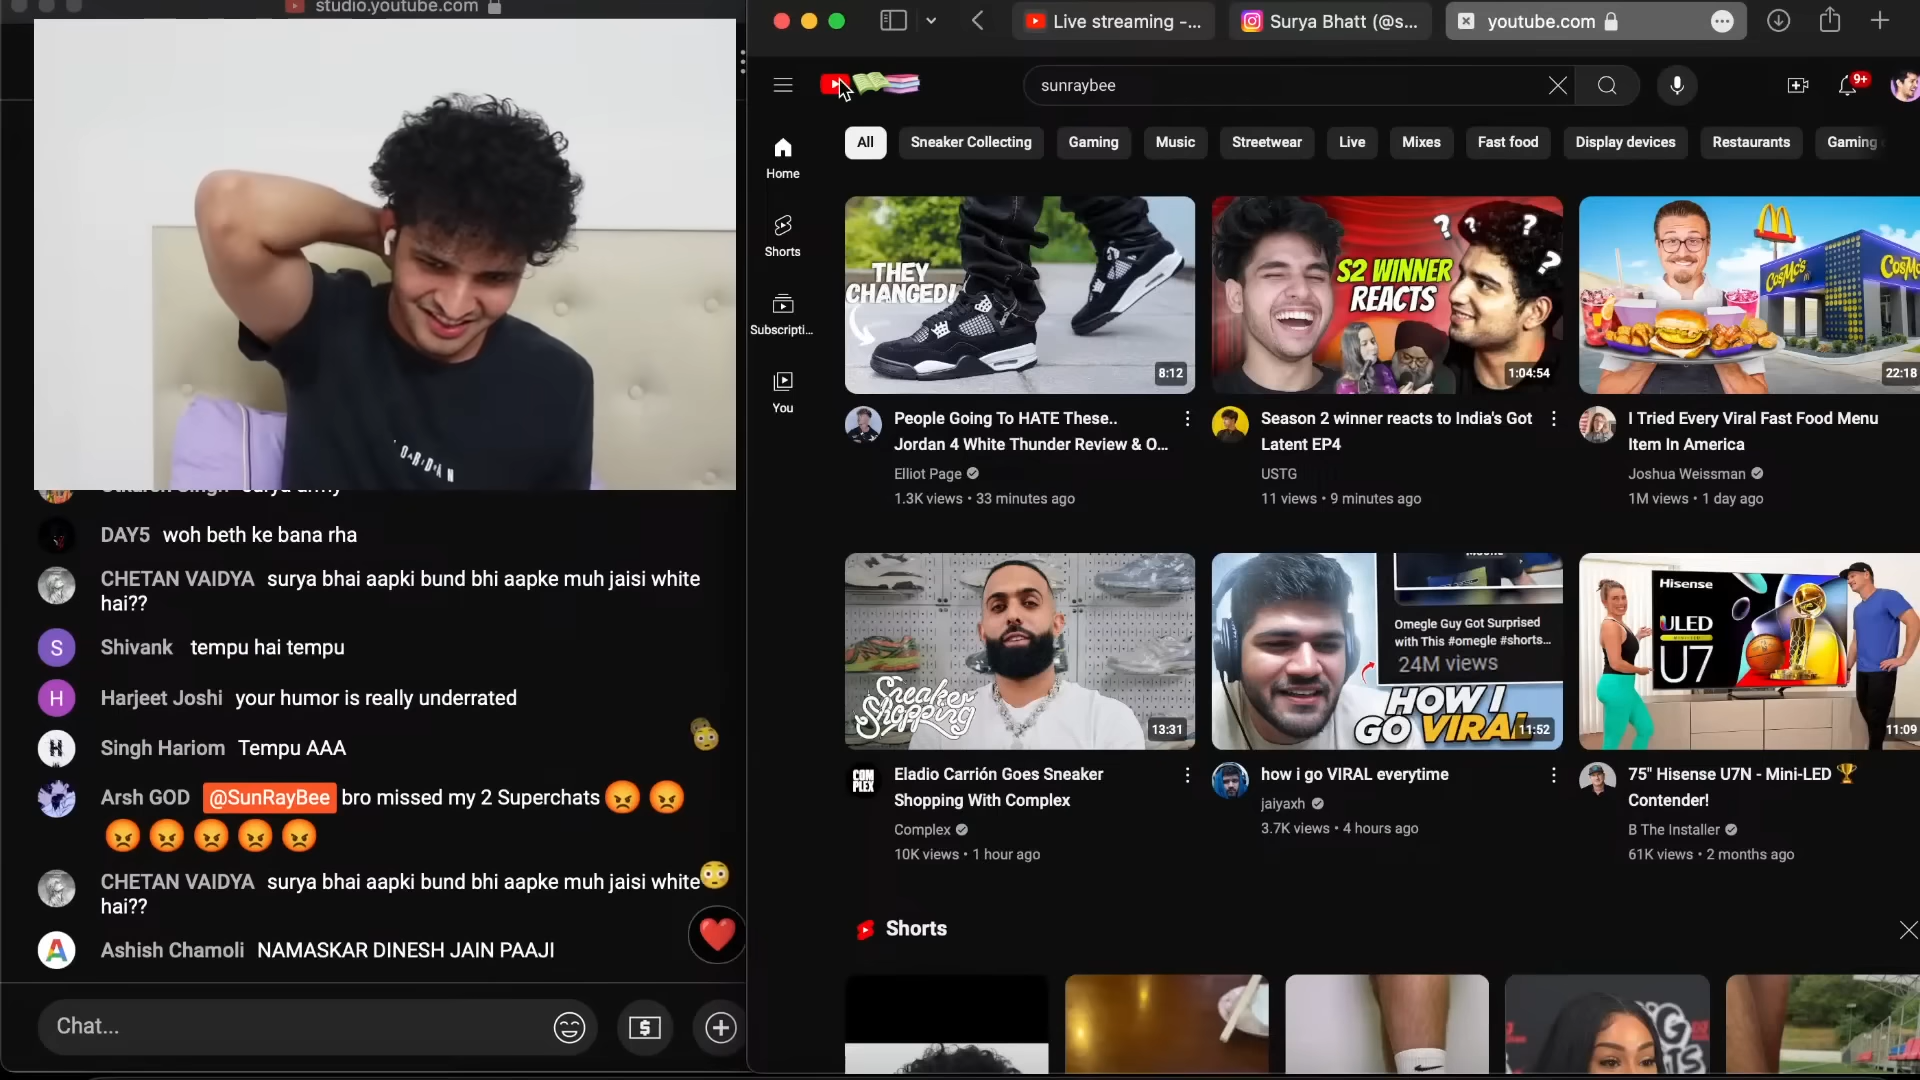 studio.youtube.com
JORDAN
DAY5 woh beth ke bana rha
CHETAN VAIDYA surya bhai aapki bund bhi aapke muh jaisi white
hai??
S
Shivank tempu hai tempu
H
Harjeet Joshi your humor is really underrated
H
Singh Hariom Tempu AAA
Arsh GOD @SunRayBee bro missed my 2 Superchats 😡 😡
😡 😡 😡 😡 😡
CHETAN VAIDYA surya bhai aapki bund bhi aapke muh jaisi white
hai??
A
Ashish Chamoli NAMASKAR DINESH JAIN PAAJI
Chat...
$
Live streaming -...
Surya Bhatt (@s...
youtube.com
sunraybee
9+
All
Sneaker Collecting
Gaming
Music
Streetwear
Live
Mixes
Fast food
Display devices
Restaurants
Gaming
Home
Shorts
Subscripti...
You
THEY
CHANGED!
8:12
People Going To HATE These..
Jordan 4 White Thunder Review & O...
Elliot Page
1.3K views • 33 minutes ago
S2 WINNER
REACTS
? ? ? ?
1:04:54
Season 2 winner reacts to India's Got
Latent EP4
USTG
11 views • 9 minutes ago
CosMc's
CosMc
22:18
I Tried Every Viral Fast Food Menu
Item In America
Joshua Weissman
1M views • 1 day ago
Sneaker
Shopping
13:31
COM
PLEX
Eladio Carrión Goes Sneaker
Shopping With Complex
Complex
10K views • 1 hour ago
Omegle Guy Got Surprised
with This #omegle #shorts...
24M views
HOW I
GO VIRAL
11:52
how i go VIRAL everytime
jaiyaxh
3.7K views • 4 hours ago
Hisense
ULED
U7
11:09
75" Hisense U7N - Mini-LED 🏆
Contender!
B The Installer
61K views • 2 months ago
Shorts